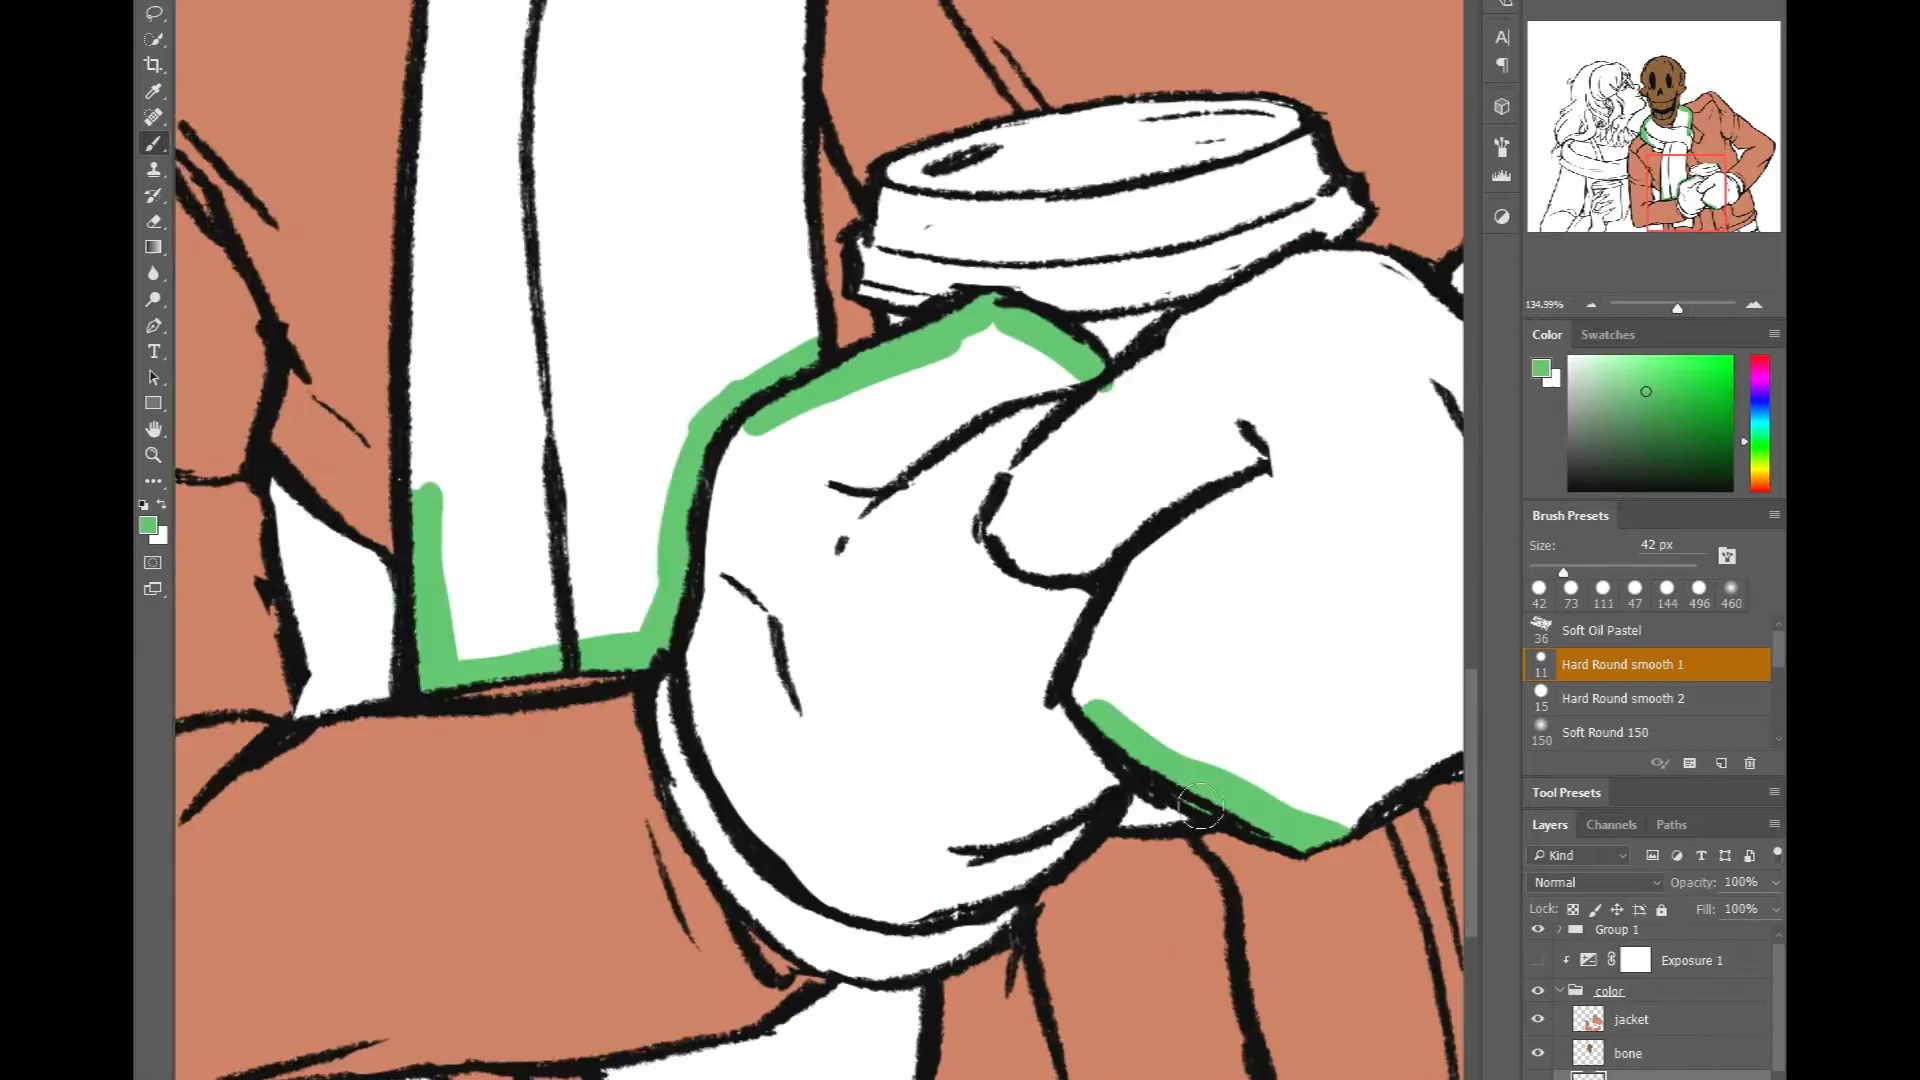 134.99%
Color Swatches
Brush Presets
Size: 42 px
42 73 111 47 144 496 460
36 Soft Oil Pastel
11 Hard Round smooth 1
15 Hard Round smooth 2
150 Soft Round 150
Tool Presets
Layers Channels Paths
Kind
Normal Opacity: 100%
Lock: Fill: 100%
Group 1
Exposure 1
color
jacket
bone